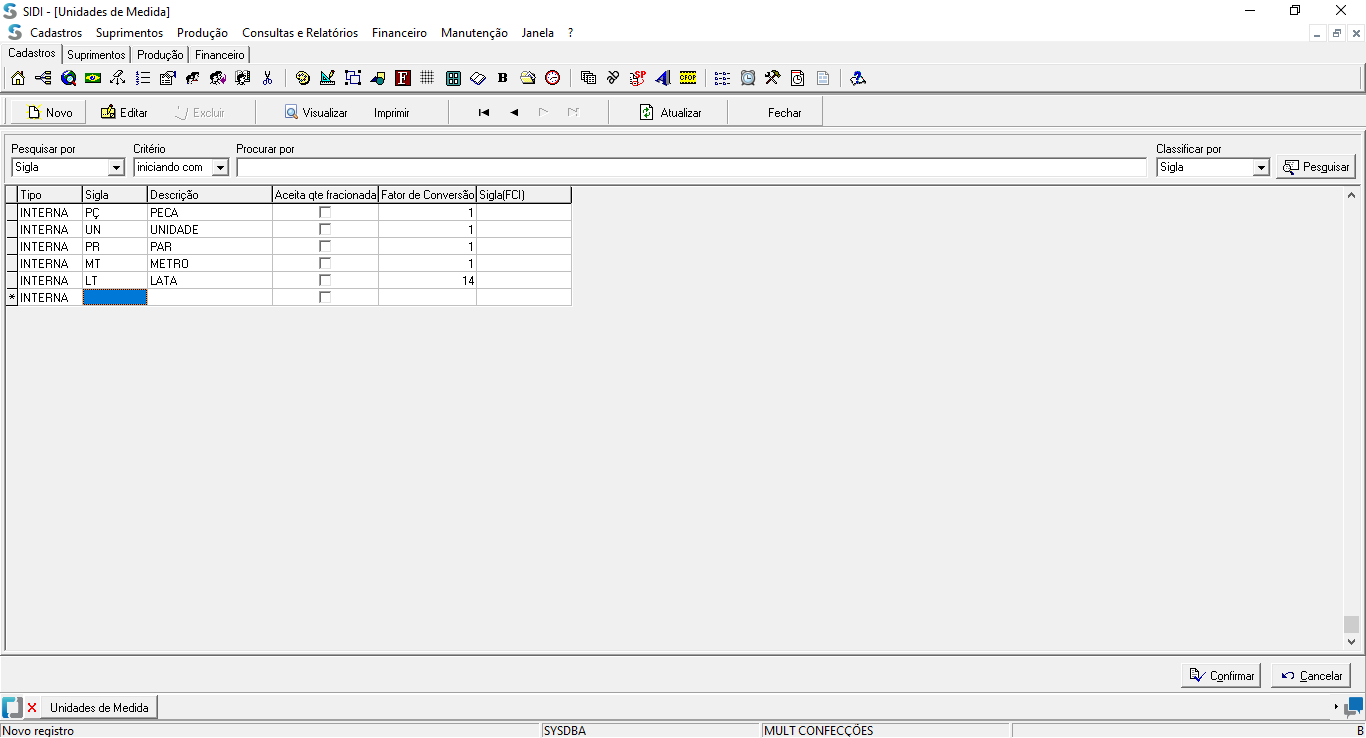 SIDI - [Unidades de Medida]
Cadastros Suprimentos Produção Consultas e Relatórios Financeiro Manutenção Janela ?
Cadastros Suprimentos Produção Financeiro
F B SP CFOP
Novo Editar Excluir Visualizar Imprimir Atualizar Fechar
Pesquisar por Critério Procurar por Classificar por
Sigla iniciando com Sigla Pesquisar
Tipo Sigla Descrição Aceita qte fracionada Fator de Conversão Sigla(FCI)
INTERNA PÇ PECA 1
INTERNA UN UNIDADE 1
INTERNA PR PAR 1
INTERNA MT METRO 1
INTERNA LT LATA 14
* INTERNA
Confirmar Cancelar
Unidades de Medida
Novo registro SYSDBA MULT CONFECÇÕES B